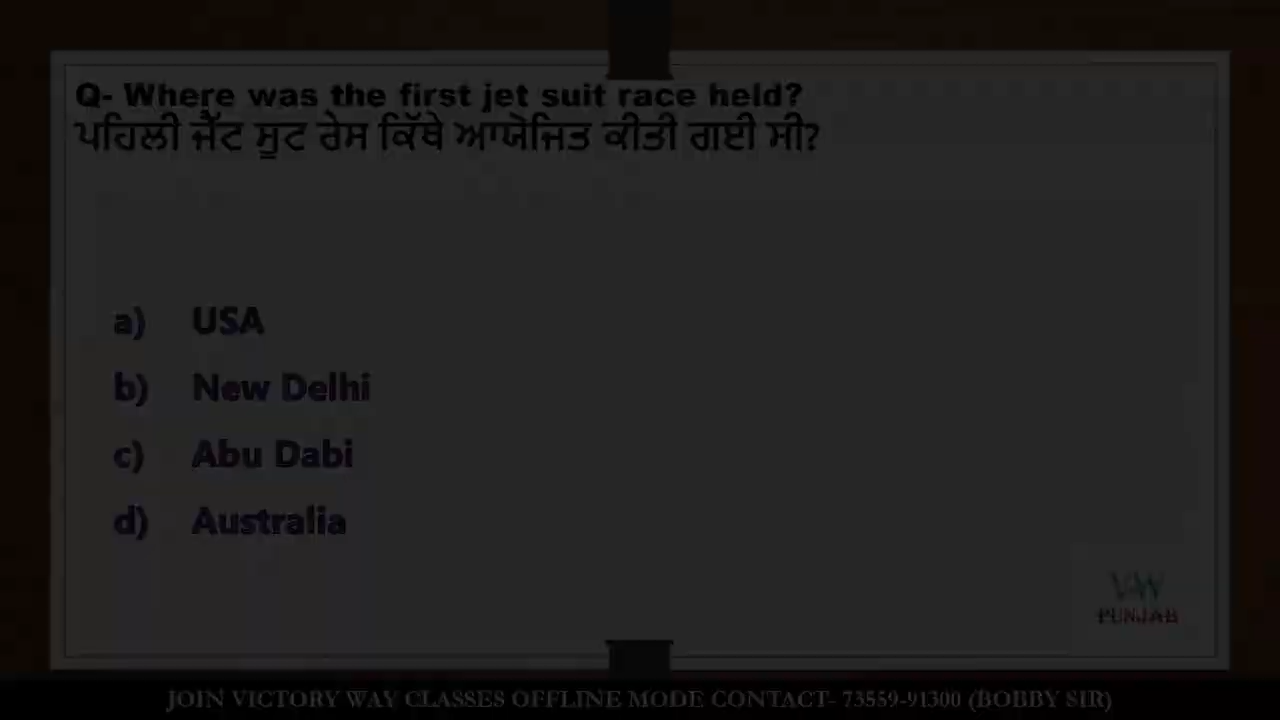 Q- Where was the first jet suit race held?
ਪਹਿਲੀ ਜੈੱਟ ਸੂਟ ਰੇਸ ਕਿੱਥੇ ਆਯੋਜਿਤ ਕੀਤੀ ਗਈ ਸੀ?
a) USA
b) New Delhi
c) Abu Dabi
d) Australia
VW
PUNJAB
JOIN VICTORY WAY CLASSES OFFLINE MODE CONTACT- 73559-91300 (BOBBY SIR)